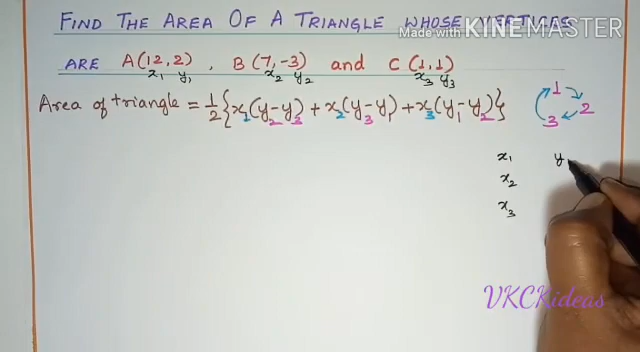 FIND THE AREA OF A TRIANGLE WHOSE VERTICES
Made with KINEMASTER
ARE A(12,2), B(7,-3) and C(1,1)
x₁ y₁ x₂ y₂ x₃ y₃
Area of triangle = 1/2{x₁(y₂-y₃)+x₂(y₃-y₁)+x₃(y₁-y₂)}
1
2
3
x₁ y
x₂
x₃
VKCKideas